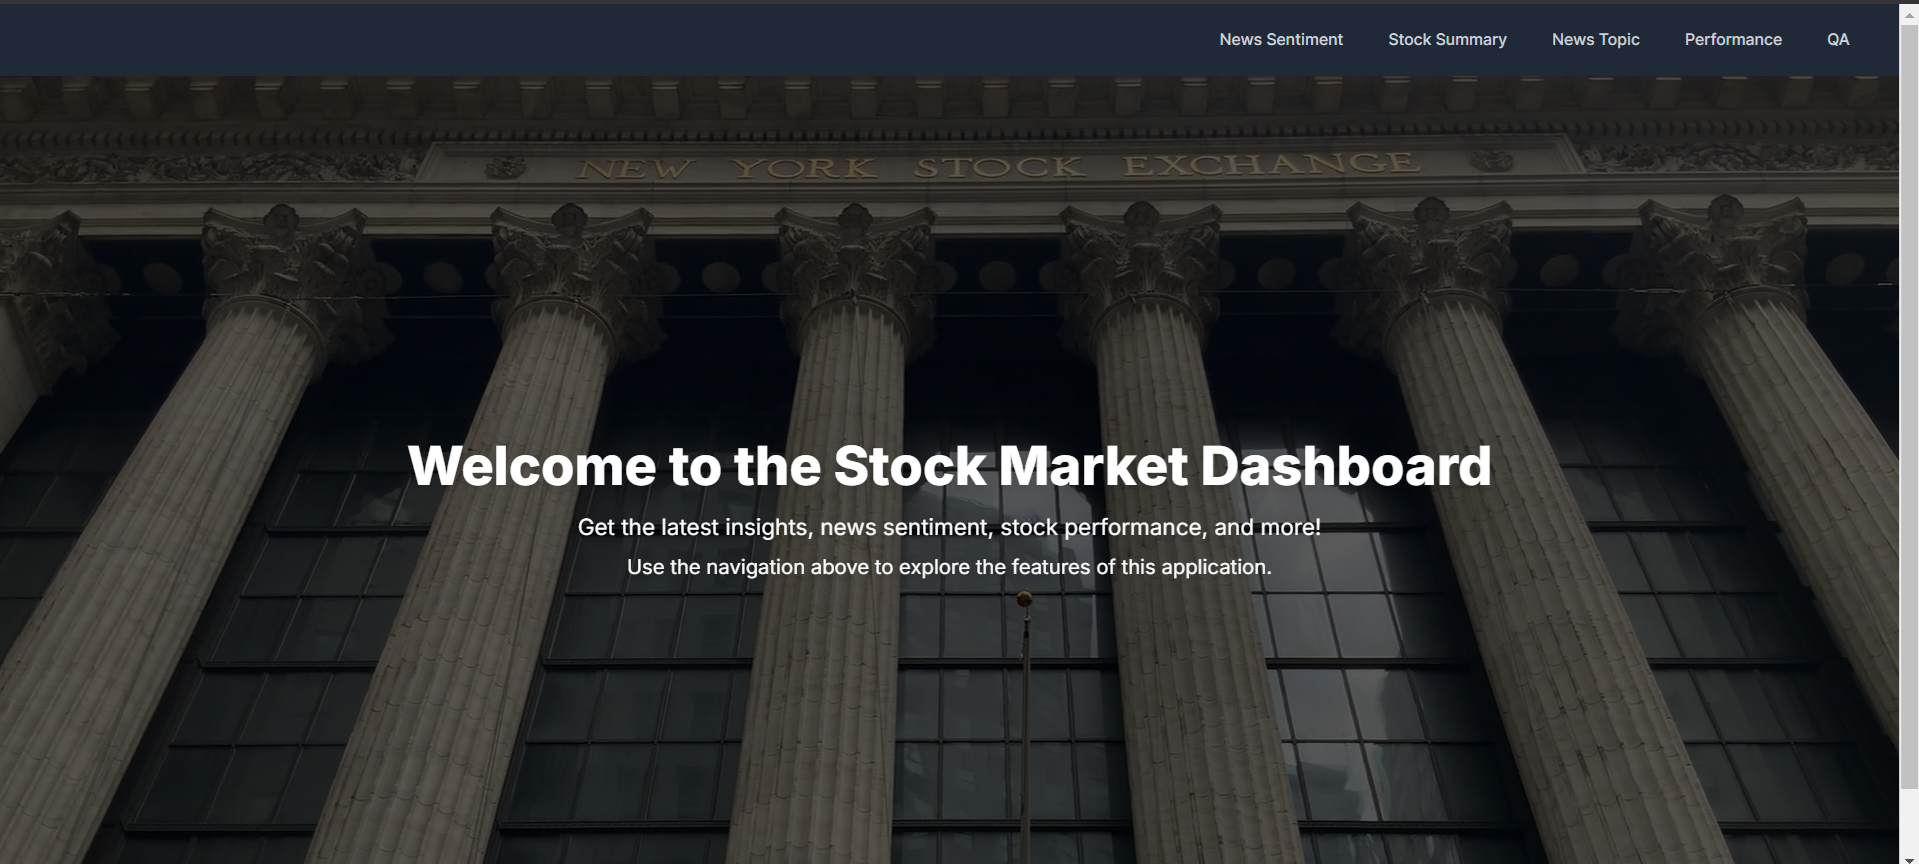 News Sentiment Stock Summary News Topic Performance QA
NEW YORK STOCK EXCHANGE
Welcome to the Stock Market Dashboard
Get the latest insights, news sentiment, stock performance, and more!
Use the navigation above to explore the features of this application.